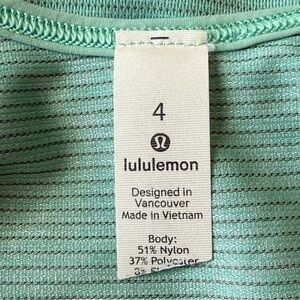 4
lululemon
Designed in
Vancouver
Made in Vietnam
Body:
51% Nylon
37% Polyester